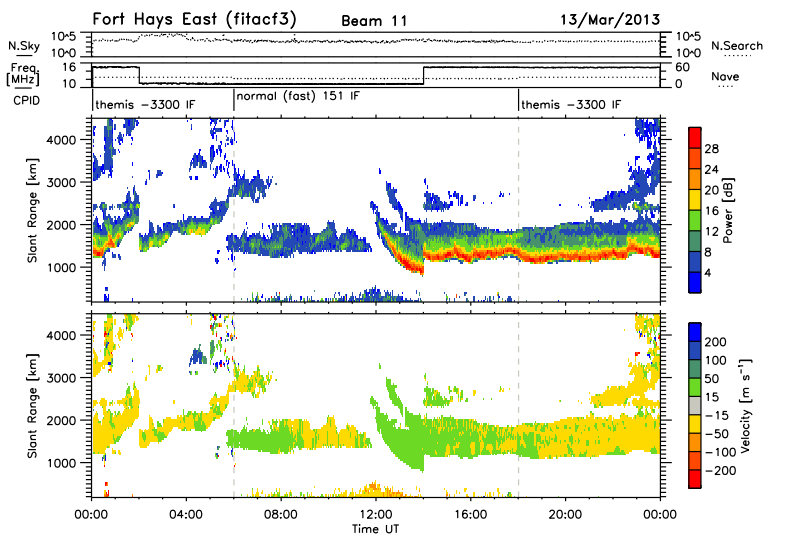 Fort Hays East (fitacf3) Beam 11 13/Mar/2013
N.Sky 10^5 10^0 10^5 10^0 N.Search
Freq. [MHz] 16 10 60 0 Nave
CPID themis -3300 IF normal (fast) 151 IF themis -3300 IF
Slant Range [km]
4000
3000
2000
1000
Power [dB]
28
24
20
16
12
8
4
Slant Range [km]
4000
3000
2000
1000
Velocity [m s⁻¹]
200
100
50
15
-15
-50
-100
-200
00:00 04:00 08:00 12:00 16:00 20:00 00:00
Time UT